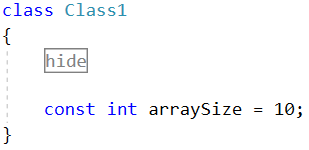 class Class1
{
hide
const int arraySize = 10;
}